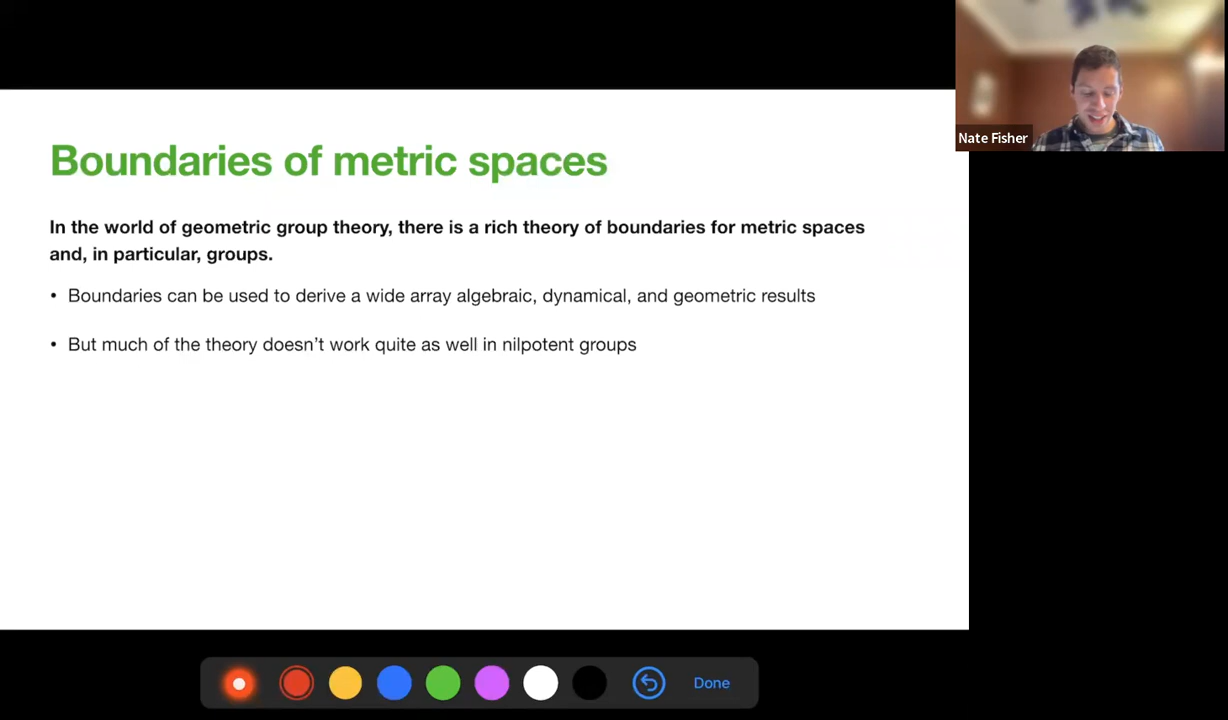 Boundaries of metric spaces
In the world of geometric group theory, there is a rich theory of boundaries for metric spaces
and, in particular, groups.
• Boundaries can be used to derive a wide array algebraic, dynamical, and geometric results
• But much of the theory doesn't work quite as well in nilpotent groups
Nate Fisher
Done